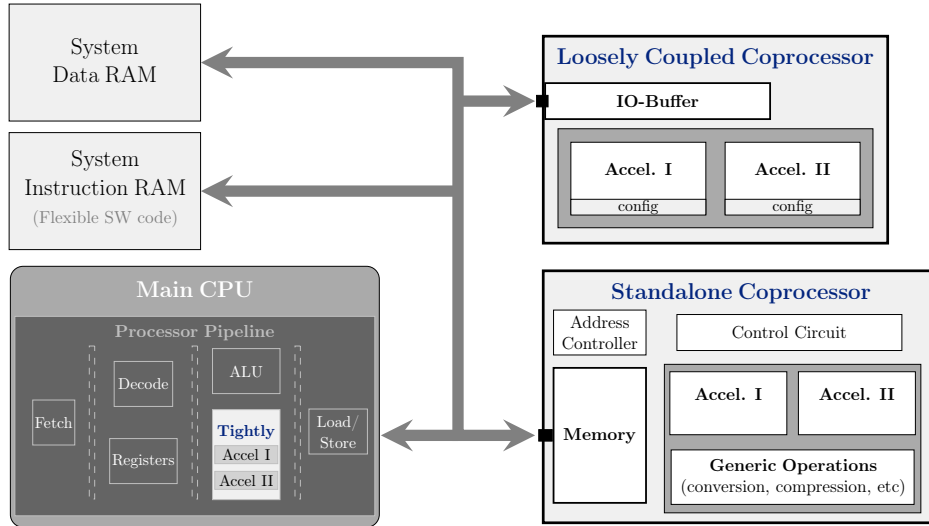 System
Data RAM
System
Instruction RAM
(Flexible SW code)
Main CPU
Processor Pipeline
Fetch
Decode
Registers
ALU
Tightly
Accel I
Accel II
Load/
Store
Loosely Coupled Coprocessor
IO-Buffer
Accel. I
config
Accel. II
config
Standalone Coprocessor
Address
Controller
Control Circuit
Memory
Accel. I
Accel. II
Generic Operations
(conversion, compression, etc)